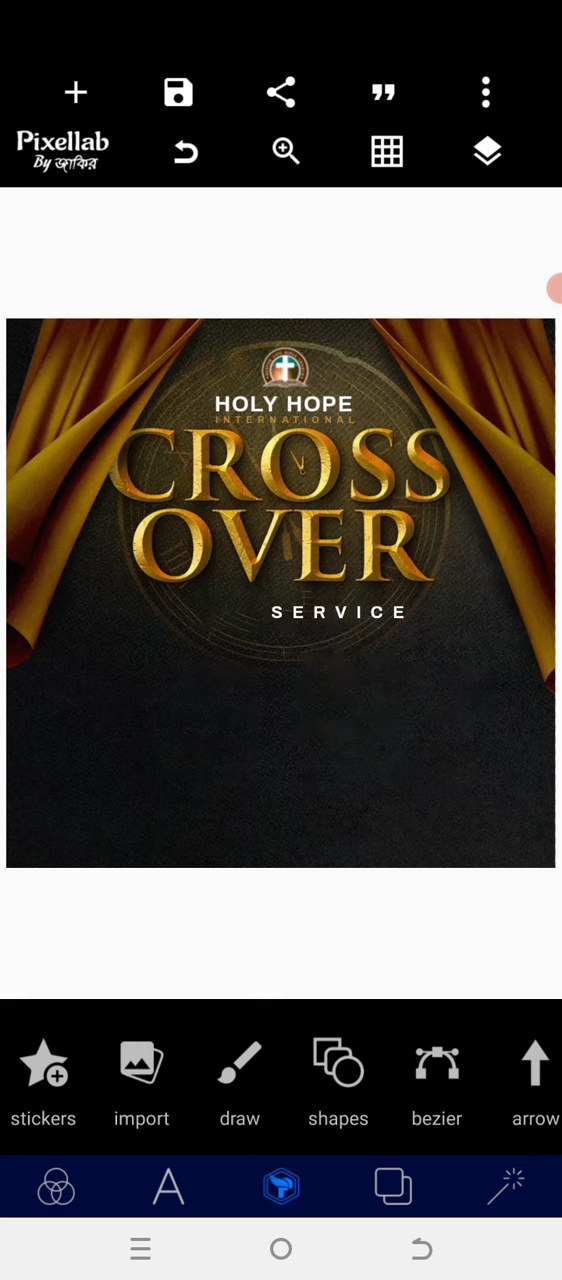 Pixellab
By জাকির
HOLY HOPE
INTERNATIONAL
CROSS
OVER
SERVICE
stickers
import
draw
shapes
bezier
arrow